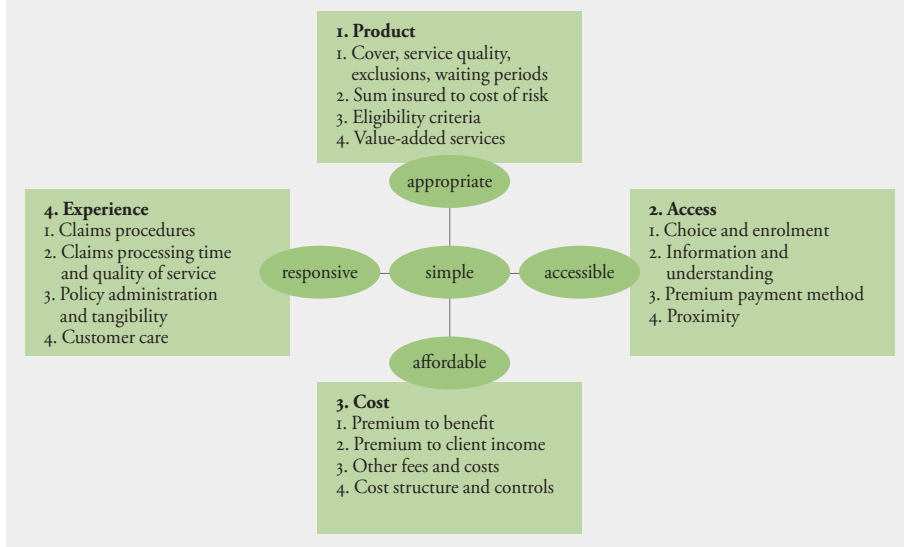 1. Product
1. Cover, service quality,
exclusions, waiting periods
2. Sum insured to cost of risk
3. Eligibility criteria
4. Value-added services
appropriate
4. Experience
1. Claims procedures
2. Claims processing time
and quality of service
3. Policy administration
and tangibility
4. Customer care
responsive
simple
accessible
2. Access
1. Choice and enrolment
2. Information and
understanding
3. Premium payment method
4. Proximity
affordable
3. Cost
1. Premium to benefit
2. Premium to client income
3. Other fees and costs
4. Cost structure and controls